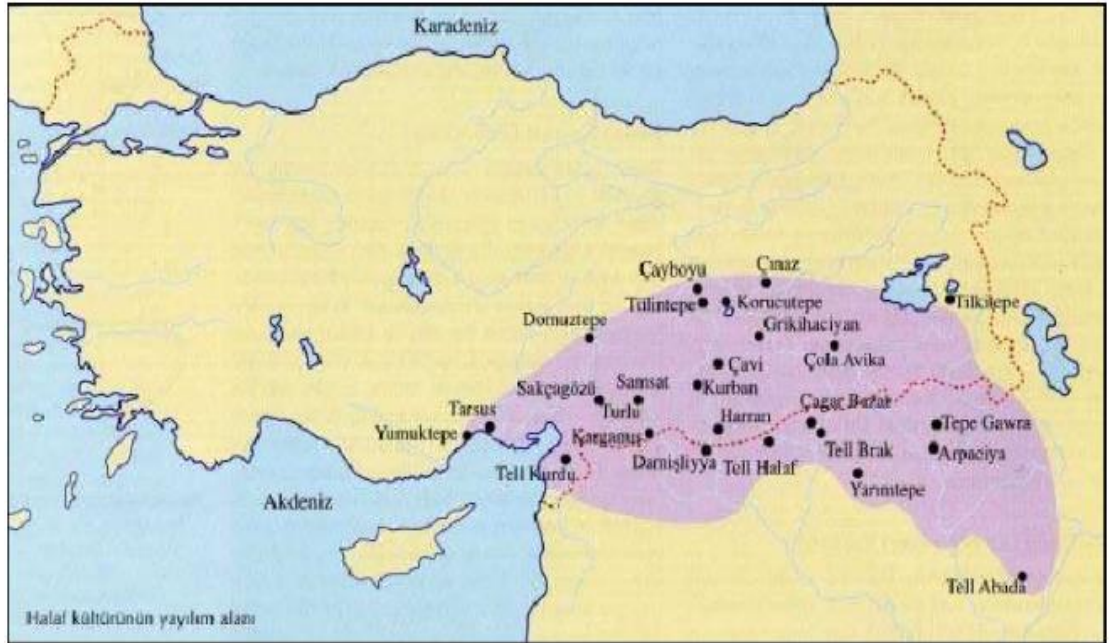 Karadeniz
Çayboyu
Çınaz
Tülintepe
Korucutepe
Tilkitepe
Domuztepe
Grikihaciyan
Çola Avika
Çavi
Sakçagözü
Samsat
Kurban
Turlu
Çagar Bazar
Tarsus
Yumuktepe
Karganuş
Harran
Tepe Gawra
Tell Kurdu
Damişliyya
Tell Halaf
Tell Brak
Arpaciya
Yarımtepe
Akdeniz
Tell Abada
Halaf kültürünün yayılım alanı